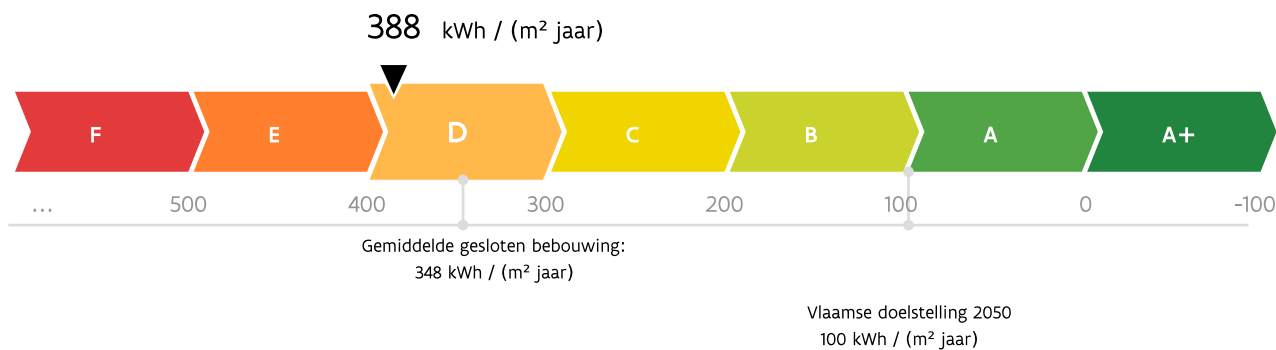 388 kWh / (m² jaar)
F E D C B A A+
... 500 400 300 200 100 0 -100
Gemiddelde gesloten bebouwing:
348 kWh / (m² jaar)
Vlaamse doelstelling 2050
100 kWh / (m² jaar)